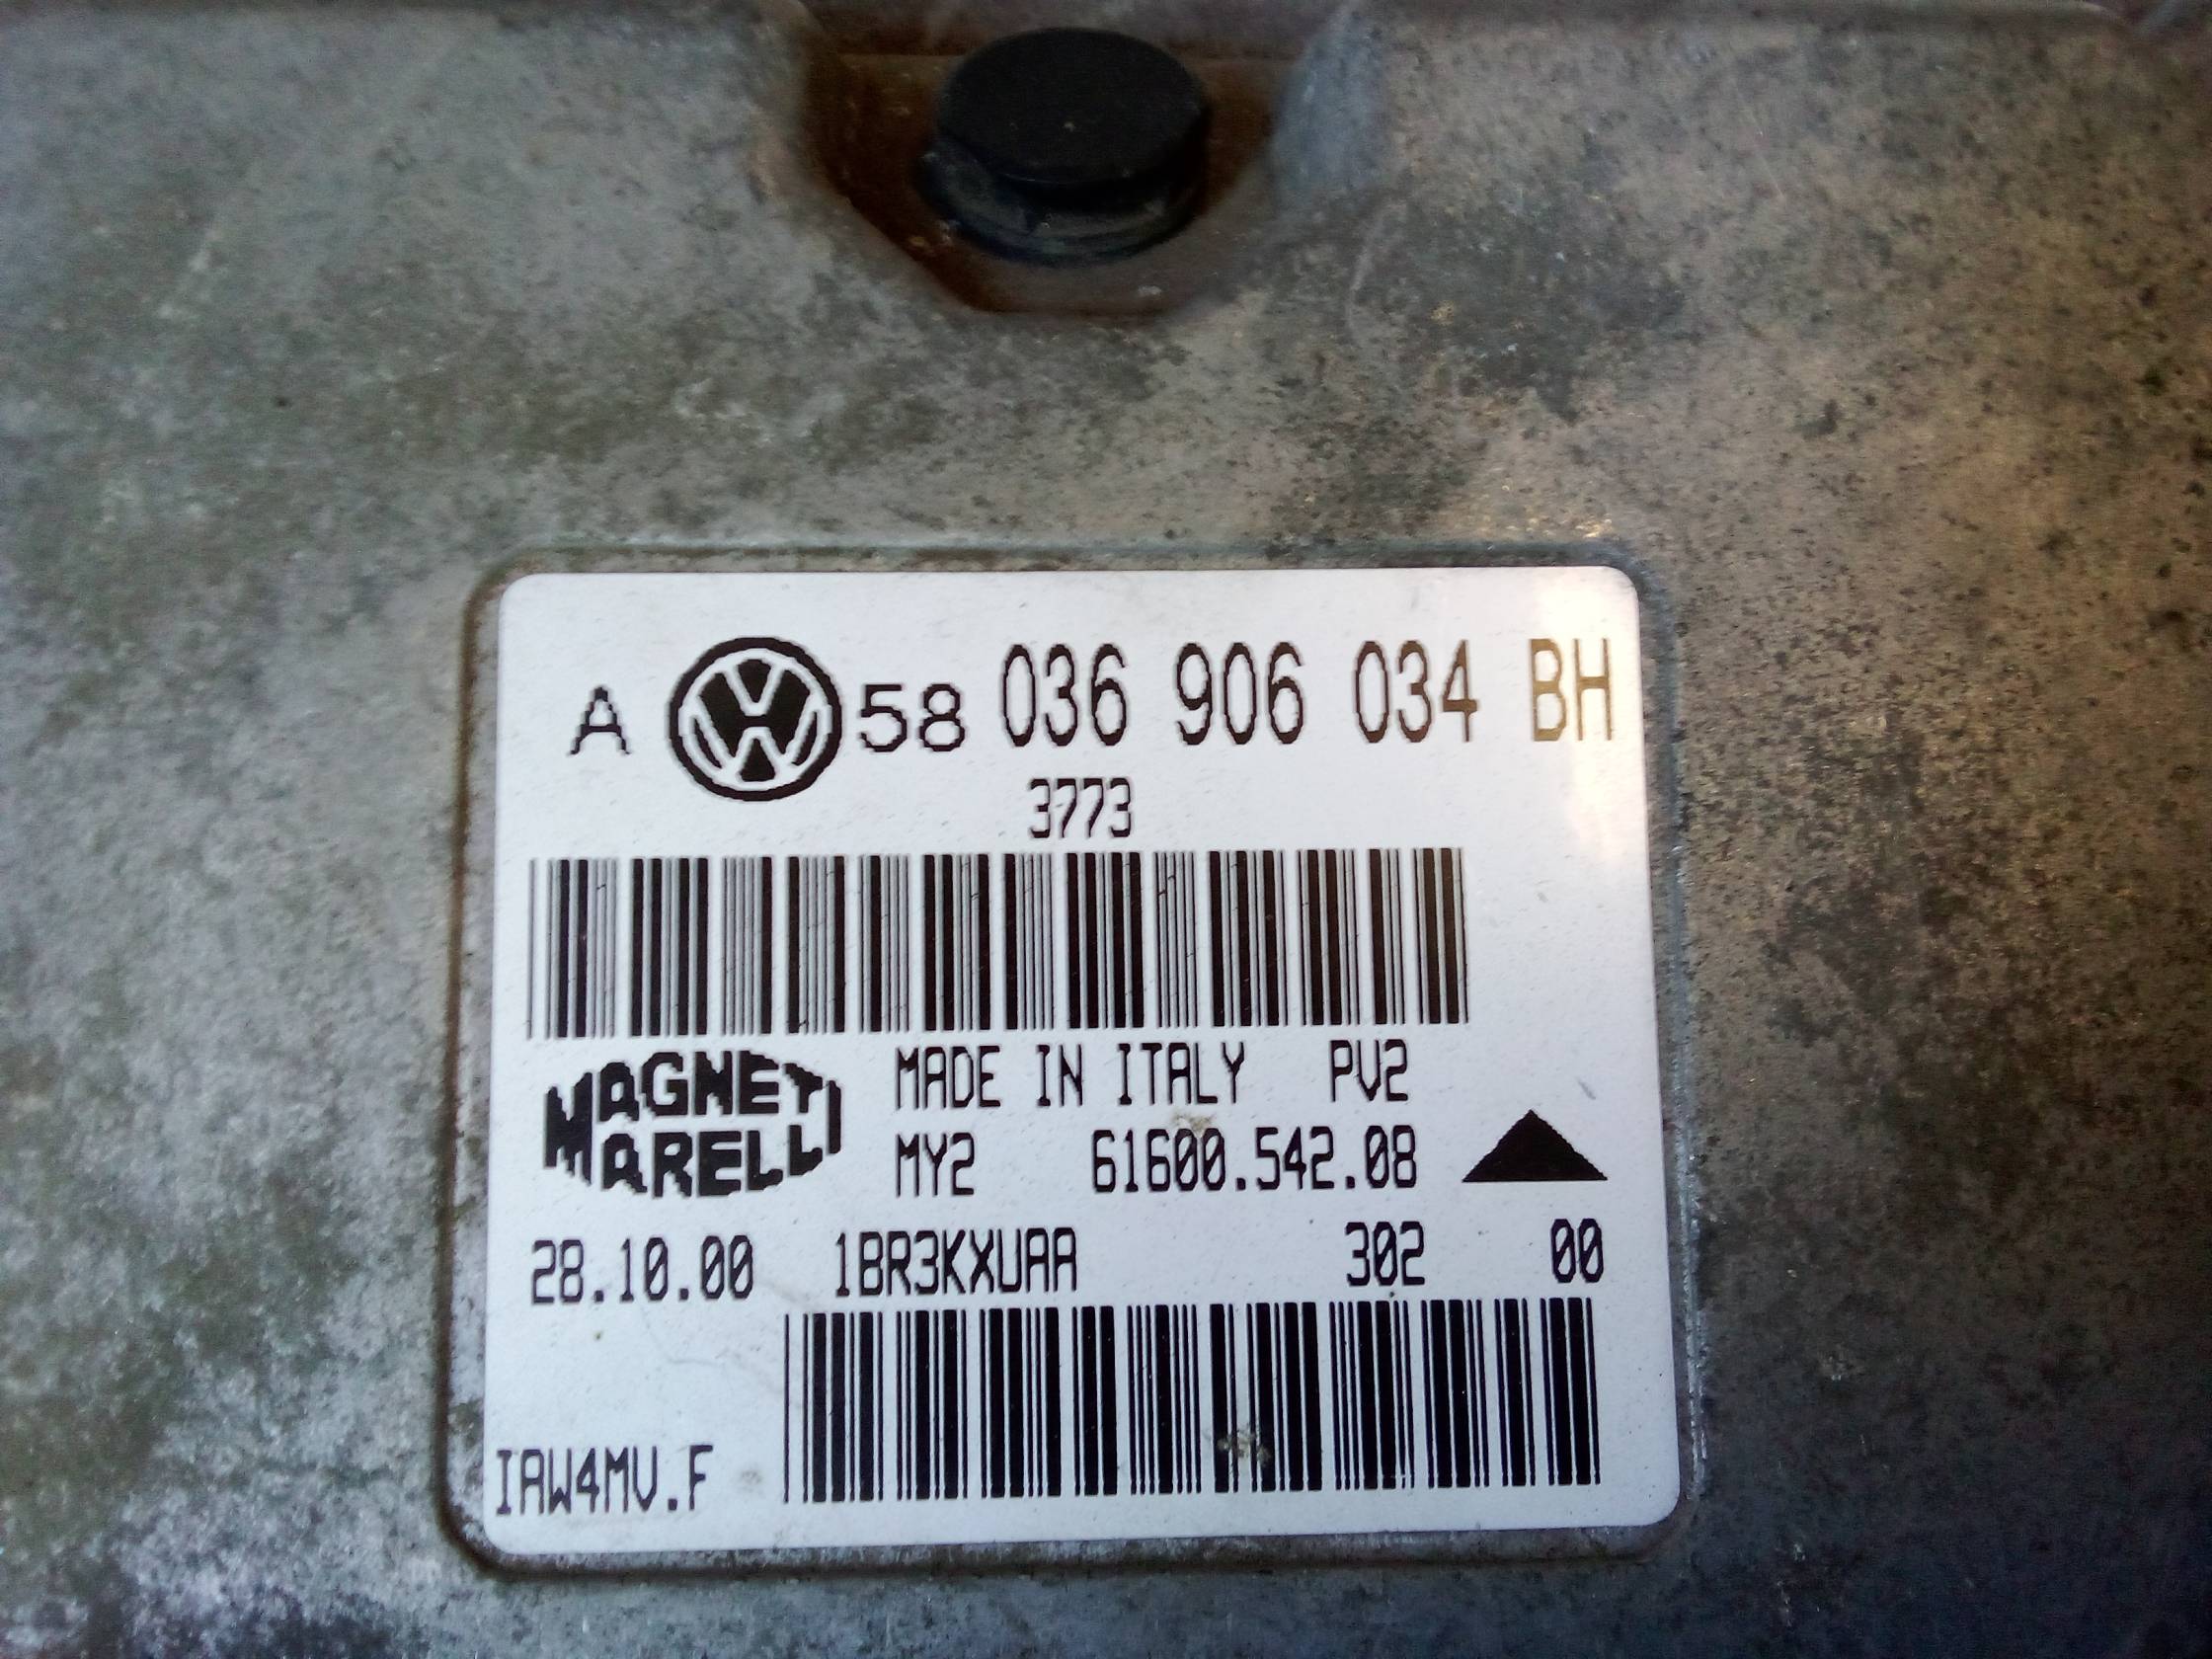 A VW 58 036 906 034 BH
3773
MAGNETI MARELLI
MADE IN ITALY PV2
MY2 61600.542.08
28.10.00 1BR3KXUAA 302 00
IAW4MV.F